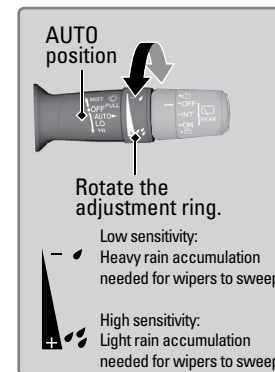 AUTO
position
MIST
PULL
OFF
AUTO
LO
HI
OFF
INT
ON
REAR
Rotate the
adjustment ring.
Low sensitivity:
− Heavy rain accumulation
needed for wipers to sweep
High sensitivity:
+ Light rain accumulation
needed for wipers to sweep